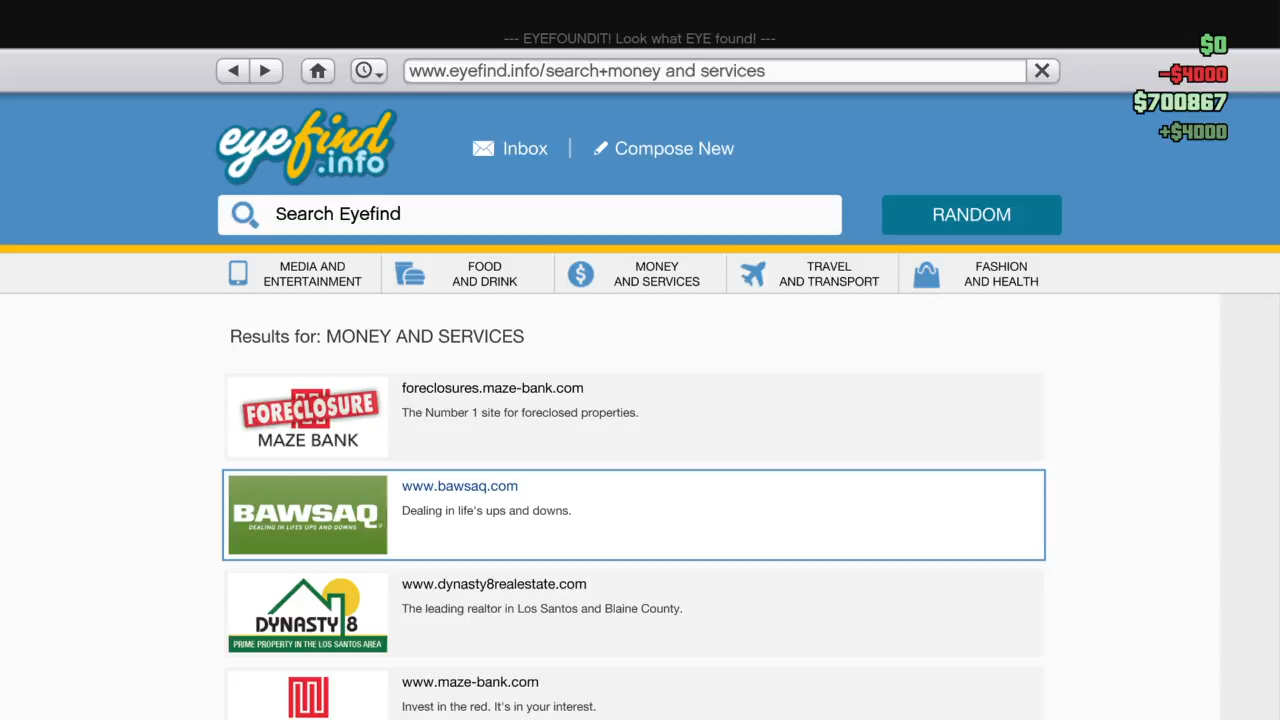 --- EYEFOUNDIT! Look what EYE found! ---
$0
www.eyefind.info/search+money and services
-$4000
$700867
+$4000
eyefind
.info
Inbox
Compose New
Search Eyefind
RANDOM
MEDIA AND
ENTERTAINMENT
FOOD
AND DRINK
MONEY
AND SERVICES
TRAVEL
AND TRANSPORT
FASHION
AND HEALTH
Results for: MONEY AND SERVICES
FORECLOSURE
MAZE BANK
foreclosures.maze-bank.com
The Number 1 site for foreclosed properties.
BAWSAQ
DEALING IN LIFES UPS AND DOWNS
www.bawsaq.com
Dealing in life's ups and downs.
DYNASTY 8
PRIME PROPERTY IN THE LOS SANTOS AREA
www.dynasty8realestate.com
The leading realtor in Los Santos and Blaine County.
www.maze-bank.com
Invest in the red. It's in your interest.